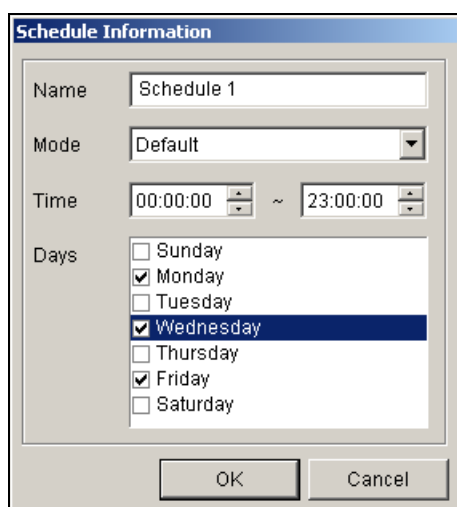 Schedule Information
Name Schedule 1
Mode Default
Time 00:00:00 ~ 23:00:00
Days
Sunday
Monday
Tuesday
Wednesday
Thursday
Friday
Saturday
OK Cancel